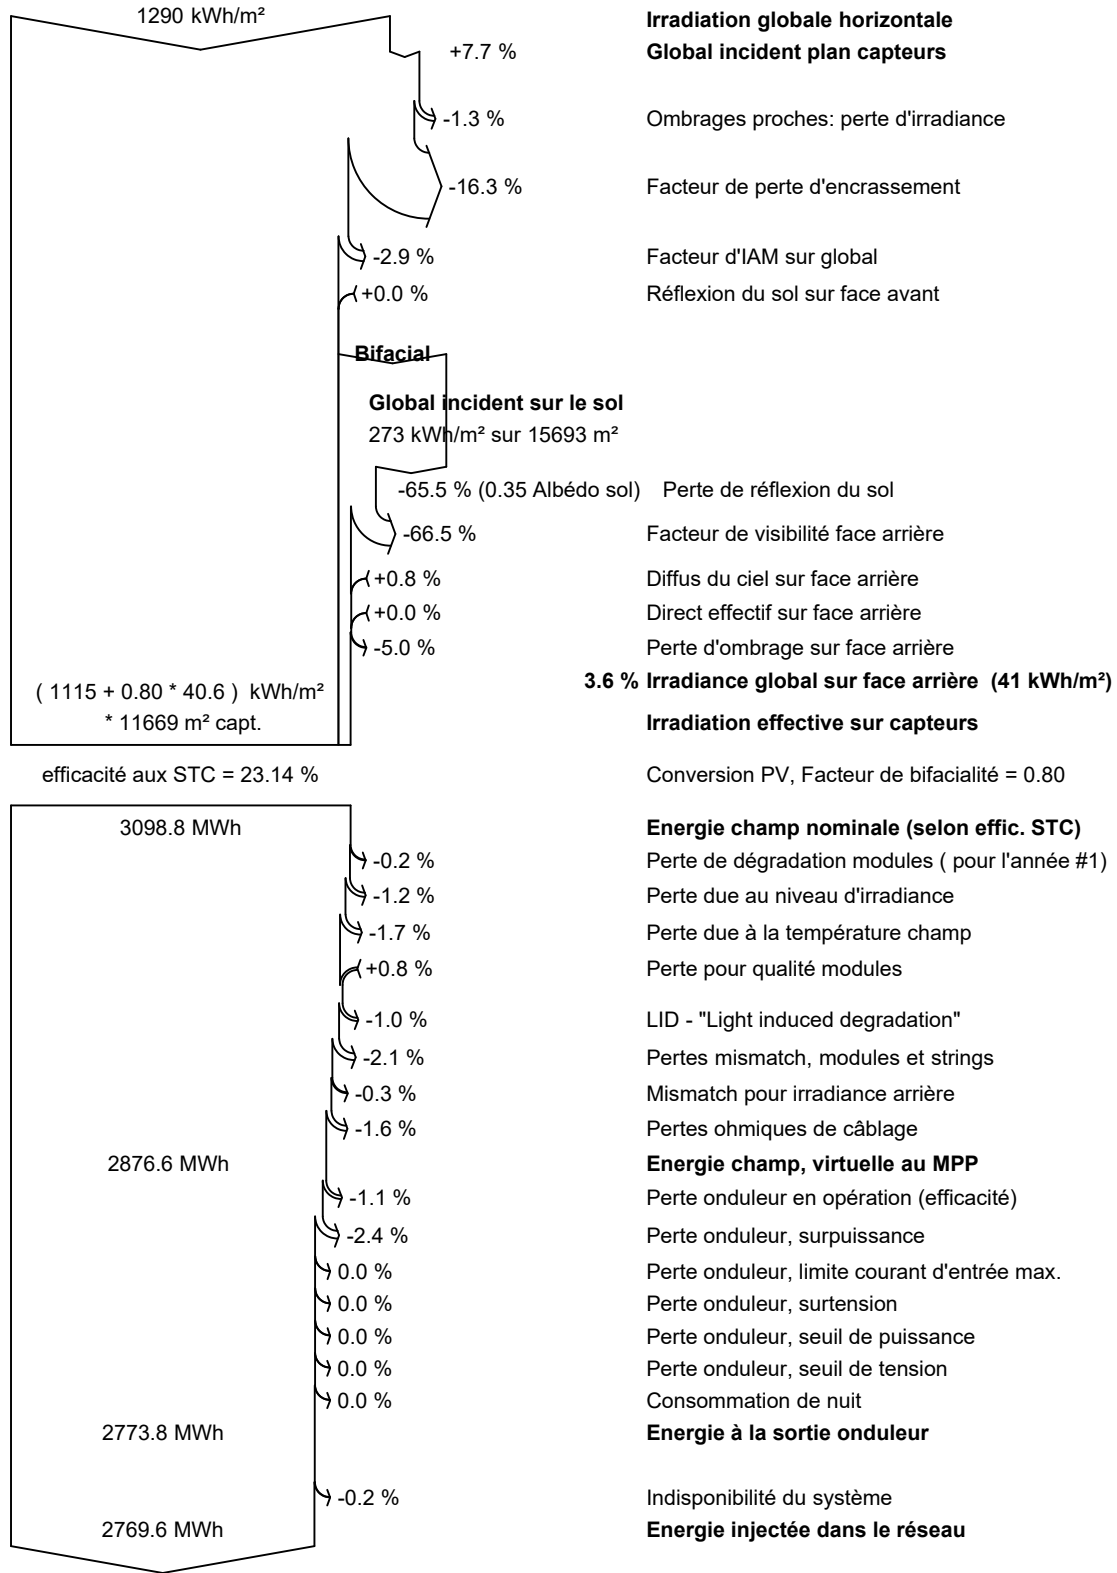 1290 kWh/m² Irradiation globale horizontale
+7.7 % Global incident plan capteurs
-1.3 % Ombrages proches: perte d'irradiance
-16.3 % Facteur de perte d'encrassement
-2.9 % Facteur d'IAM sur global
+0.0 % Réflexion du sol sur face avant
Bifacial
Global incident sur le sol
273 kWh/m² sur 15693 m²
-65.5 % (0.35 Albédo sol) Perte de réflexion du sol
-66.5 % Facteur de visibilité face arrière
+0.8 % Diffus du ciel sur face arrière
+0.0 % Direct effectif sur face arrière
-5.0 % Perte d'ombrage sur face arrière
3.6 % Irradiance global sur face arrière (41 kWh/m²)
( 1115 + 0.80 * 40.6 ) kWh/m²
* 11669 m² capt. Irradiation effective sur capteurs
efficacité aux STC = 23.14 % Conversion PV, Facteur de bifacialité = 0.80
3098.8 MWh Energie champ nominale (selon effic. STC)
-0.2 % Perte de dégradation modules ( pour l'année #1)
-1.2 % Perte due au niveau d'irradiance
-1.7 % Perte due à la température champ
+0.8 % Perte pour qualité modules
-1.0 % LID - "Light induced degradation"
-2.1 % Pertes mismatch, modules et strings
-0.3 % Mismatch pour irradiance arrière
-1.6 % Pertes ohmiques de câblage
2876.6 MWh Energie champ, virtuelle au MPP
-1.1 % Perte onduleur en opération (efficacité)
-2.4 % Perte onduleur, surpuissance
0.0 % Perte onduleur, limite courant d'entrée max.
0.0 % Perte onduleur, surtension
0.0 % Perte onduleur, seuil de puissance
0.0 % Perte onduleur, seuil de tension
0.0 % Consommation de nuit
2773.8 MWh Energie à la sortie onduleur
-0.2 % Indisponibilité du système
2769.6 MWh Energie injectée dans le réseau